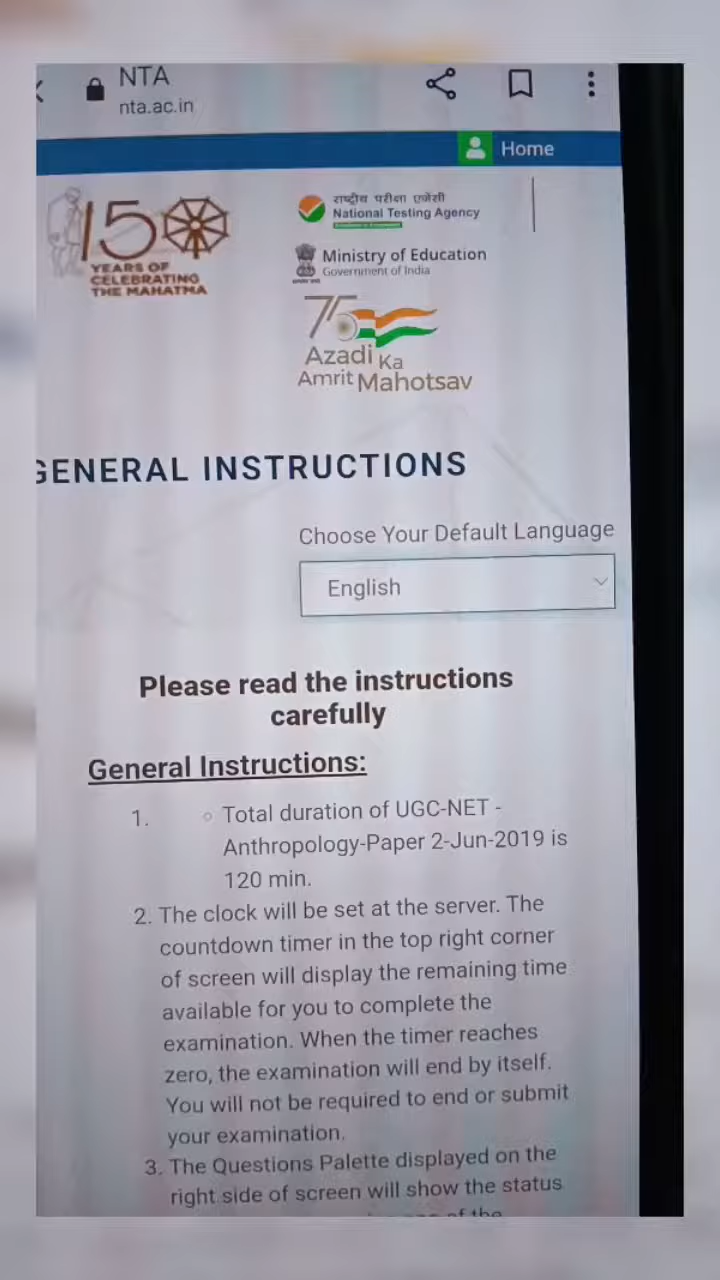 NTA
nta.ac.in
Home
150
YEARS OF
CELEBRATING
THE MAHATMA
राष्ट्रीय परीक्षा एजेंसी
National Testing Agency
Ministry of Education
Government of India
75
Azadi Ka
Amrit Mahotsav
GENERAL INSTRUCTIONS
Choose Your Default Language
English
Please read the instructions
carefully
General Instructions:
1. ○ Total duration of UGC-NET -
Anthropology-Paper 2-Jun-2019 is
120 min.
2. The clock will be set at the server. The
countdown timer in the top right corner
of screen will display the remaining time
available for you to complete the
examination. When the timer reaches
zero, the examination will end by itself.
You will not be required to end or submit
your examination.
3. The Questions Palette displayed on the
right side of screen will show the status
of the